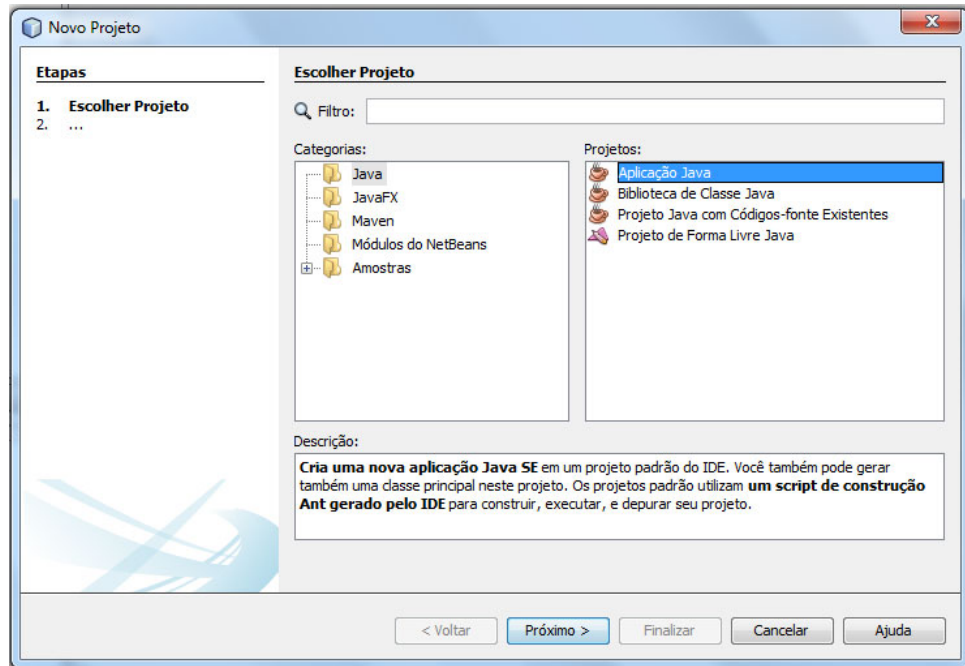 Novo Projeto
Etapas
1. Escolher Projeto
2. ...
Escolher Projeto
Filtro:
Categorias:
Java
JavaFX
Maven
Módulos do NetBeans
Amostras
Projetos:
Aplicação Java
Biblioteca de Classe Java
Projeto Java com Códigos-fonte Existentes
Projeto de Forma Livre Java
Descrição:
Cria uma nova aplicação Java SE em um projeto padrão do IDE. Você também pode gerar
também uma classe principal neste projeto. Os projetos padrão utilizam um script de construção
Ant gerado pelo IDE para construir, executar, e depurar seu projeto.
< Voltar
Próximo >
Finalizar
Cancelar
Ajuda